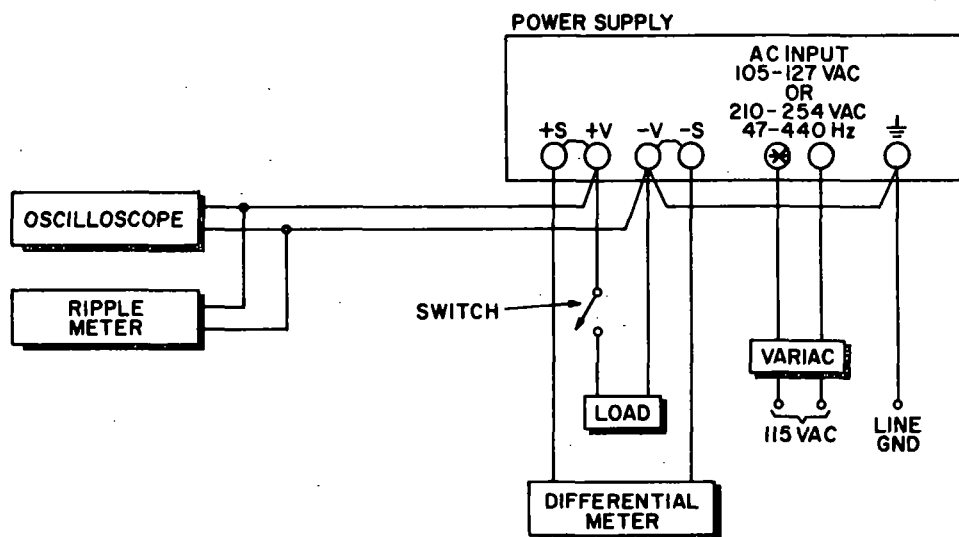 POWER SUPPLY
AC INPUT
105-127 VAC
OR
210-254 VAC
47-440 Hz
+S +V -V -S
OSCILLOSCOPE
RIPPLE
METER
SWITCH
LOAD
VARIAC
115 VAC
LINE
GND
DIFFERENTIAL
METER